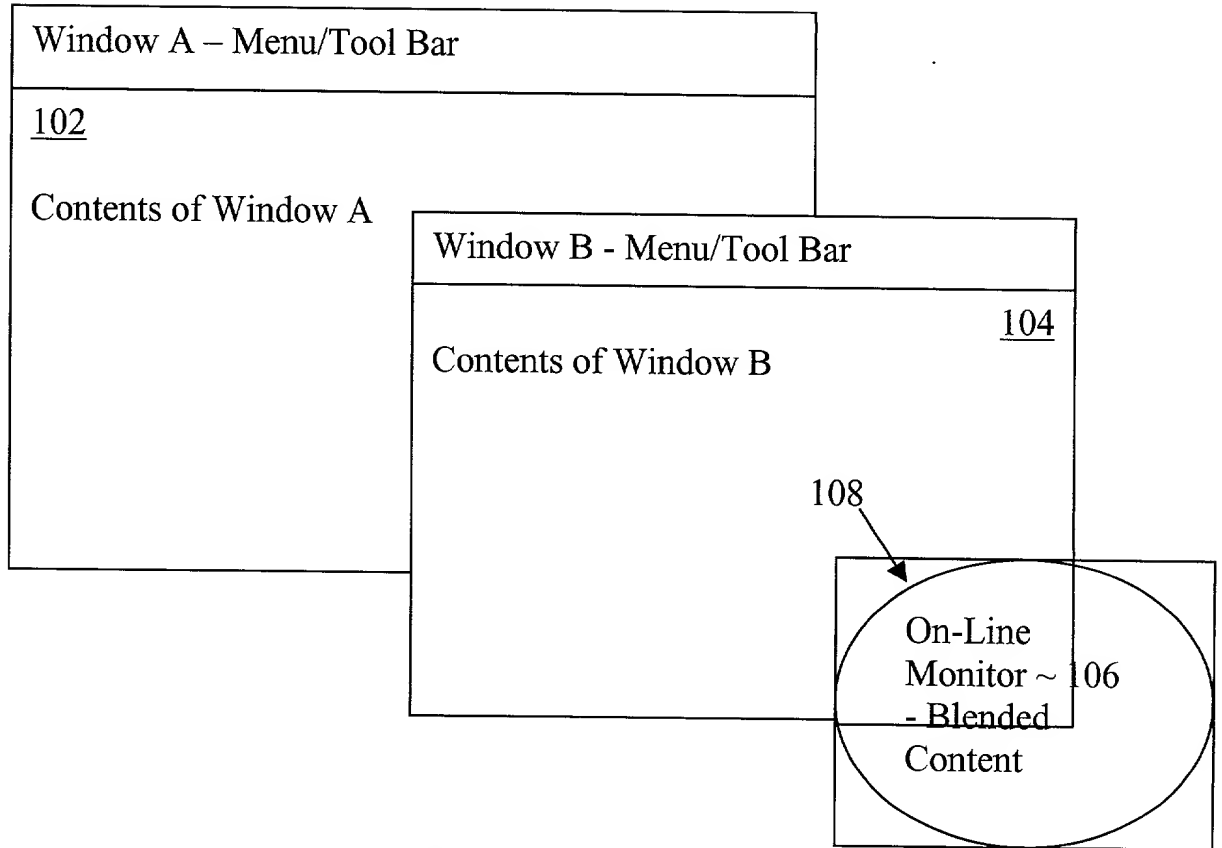 Window A – Menu/Tool Bar
102
Contents of Window A
Window B - Menu/Tool Bar
104
Contents of Window B
108
On-Line
Monitor ~ 106
- Blended
Content